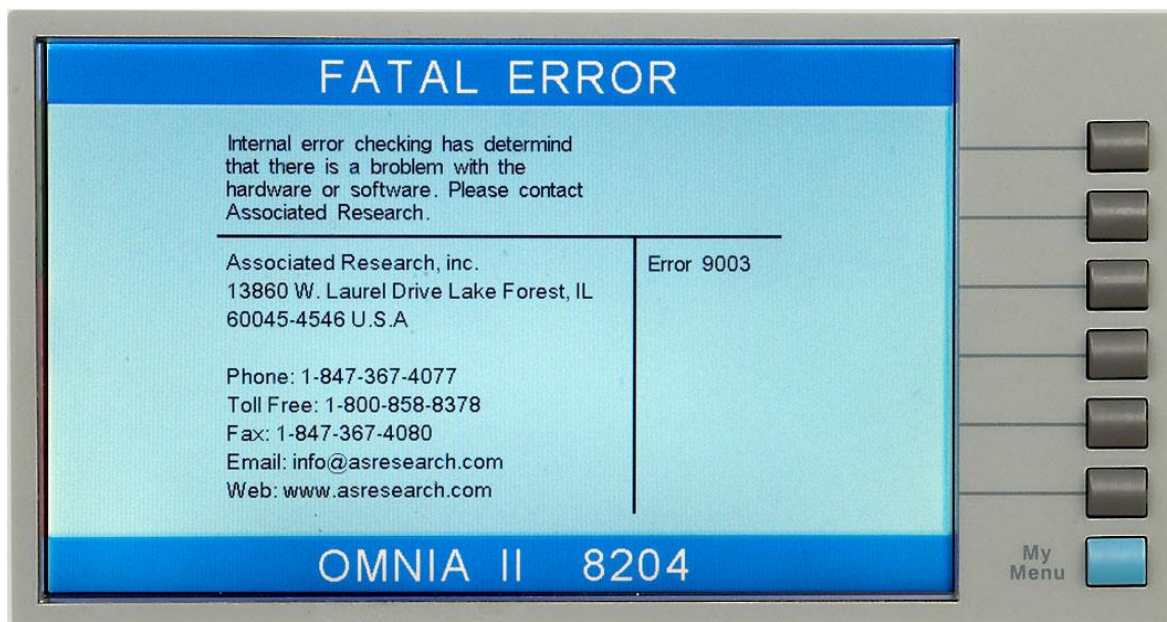 FATAL ERROR
Internal error checking has determind
that there is a broblem with the
hardware or software. Please contact
Associated Research.
Associated Research, inc.
13860 W. Laurel Drive Lake Forest, IL
60045-4546 U.S.A
Phone: 1-847-367-4077
Toll Free: 1-800-858-8378
Fax: 1-847-367-4080
Email: info@asresearch.com
Web: www.asresearch.com
Error 9003
OMNIA II 8204
My
Menu